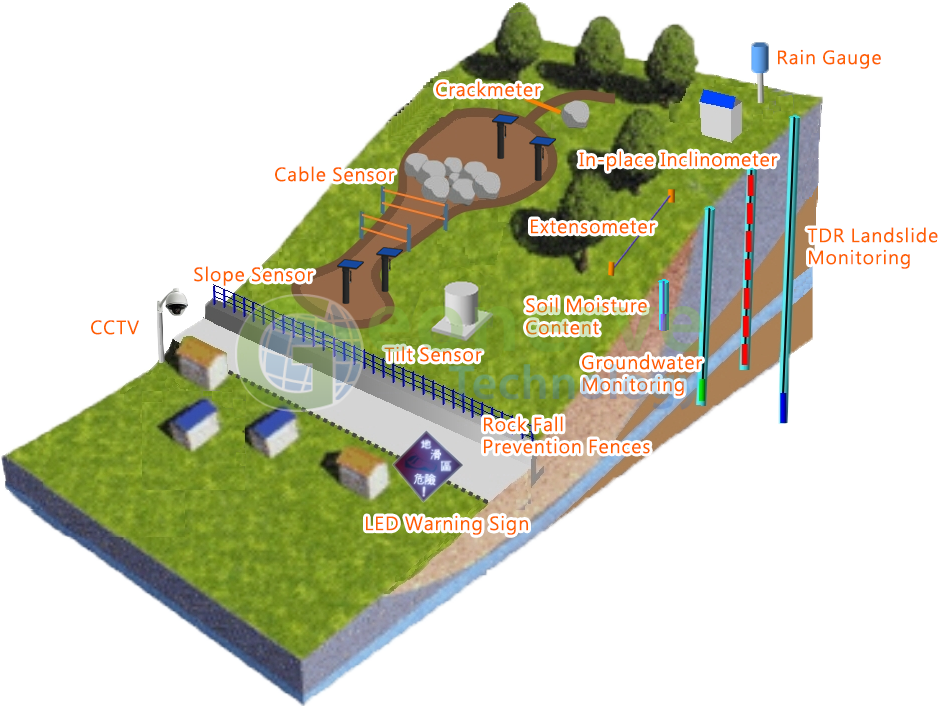 Rain Gauge
Crackmeter
In-place Inclinometer
Cable Sensor
Extensometer
TDR Landslide
Monitoring
Slope Sensor
Soil Moisture
Content
CCTV
Tilt Sensor
Groundwater
Monitoring
Rock Fall
Prevention Fences
地
滑
區
危險
!
LED Warning Sign